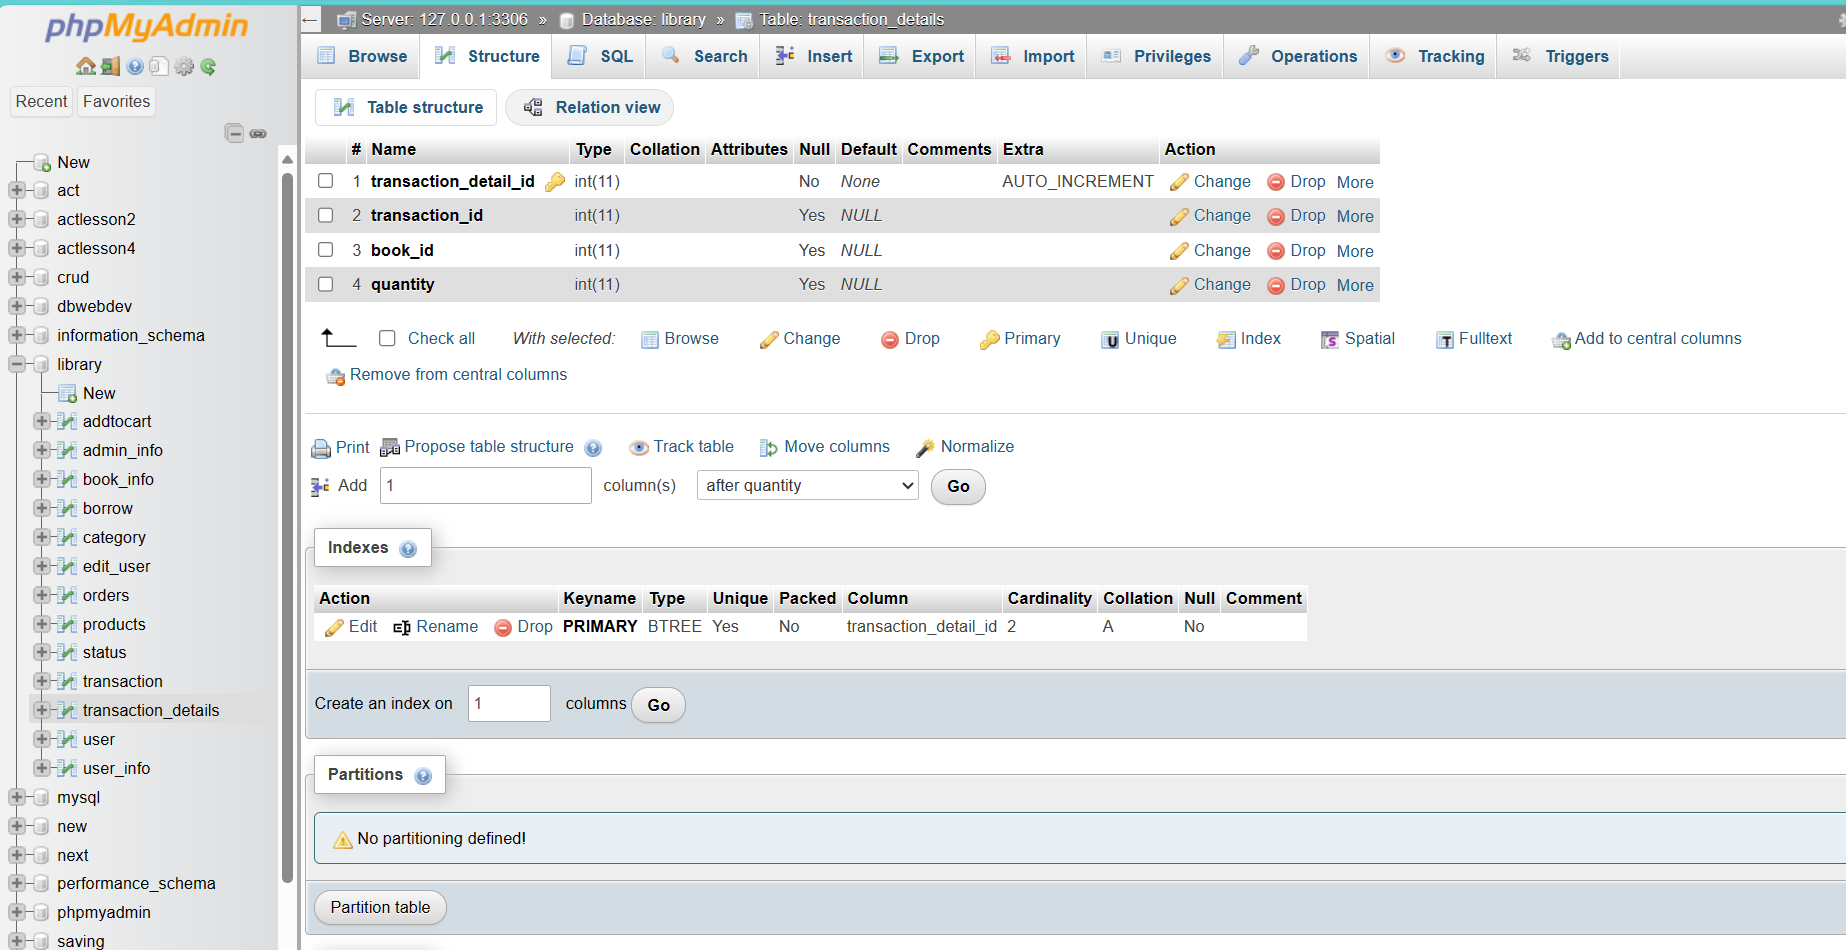 phpMyAdmin
Recent Favorites
New
act
actlesson2
actlesson4
crud
dbwebdev
information_schema
library
New
addtocart
admin_info
book_info
borrow
category
edit_user
orders
products
status
transaction
transaction_details
user
user_info
mysql
new
next
performance_schema
phpmyadmin
saving
Server: 127.0.0.1:3306 » Database: library » Table: transaction_details
Browse Structure SQL Search Insert Export Import Privileges Operations Tracking Triggers
Table structure Relation view
# Name Type Collation Attributes Null Default Comments Extra Action
1 transaction_detail_id int(11) No None AUTO_INCREMENT Change Drop More
2 transaction_id int(11) Yes NULL Change Drop More
3 book_id int(11) Yes NULL Change Drop More
4 quantity int(11) Yes NULL Change Drop More
Check all With selected: Browse Change Drop Primary Unique Index Spatial Fulltext Add to central columns
Remove from central columns
Print Propose table structure Track table Move columns Normalize
Add 1 column(s) after quantity Go
Indexes
Action Keyname Type Unique Packed Column Cardinality Collation Null Comment
Edit Rename Drop PRIMARY BTREE Yes No transaction_detail_id 2 A No
Create an index on 1 columns Go
Partitions
No partitioning defined!
Partition table